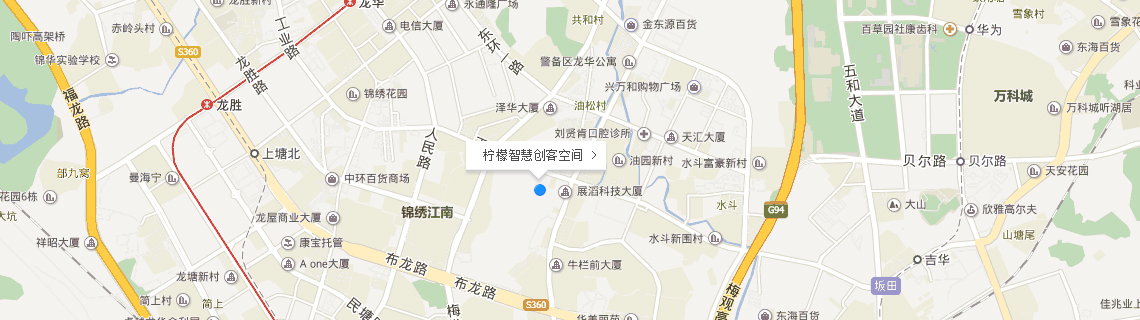 龙胜新村
龙华
永通隆广场
共和村
雪象村
工业路
赤岭头村
电信大厦
东环一路
金东源百货
百草园社康齿科
华为
雪象花
陶吓高架桥
S360
锦华实验学校
龙胜路
警备区龙华公寓
东海百货
五和大道
兴万和购物广场
科业
福龙路
锦绣花园
万科城
龙胜
泽华大厦
油松村
万科城听湖居
人民路
刘贤肯口腔诊所
天汇大厦
上塘北
柠檬智慧创客空间
油园新村
水斗富豪新村
贝尔路
贝尔路
部九窝
曼海宁
中环百货商场
天安花园
花园6栋
展滔科技大厦
大坑
龙屋商业大厦
锦绣江南
水斗
G94
大山
欣雅高尔夫
祥昭大厦
康宝托管
水斗新围村
山塘尾
A one大厦
布龙路
牛栏前大厦
吉华
龙塘新村
布龙路
坂田
简上村
简上
民塘
梅
S360
梅观高
佳兆业上
华美丽苑
东海百货